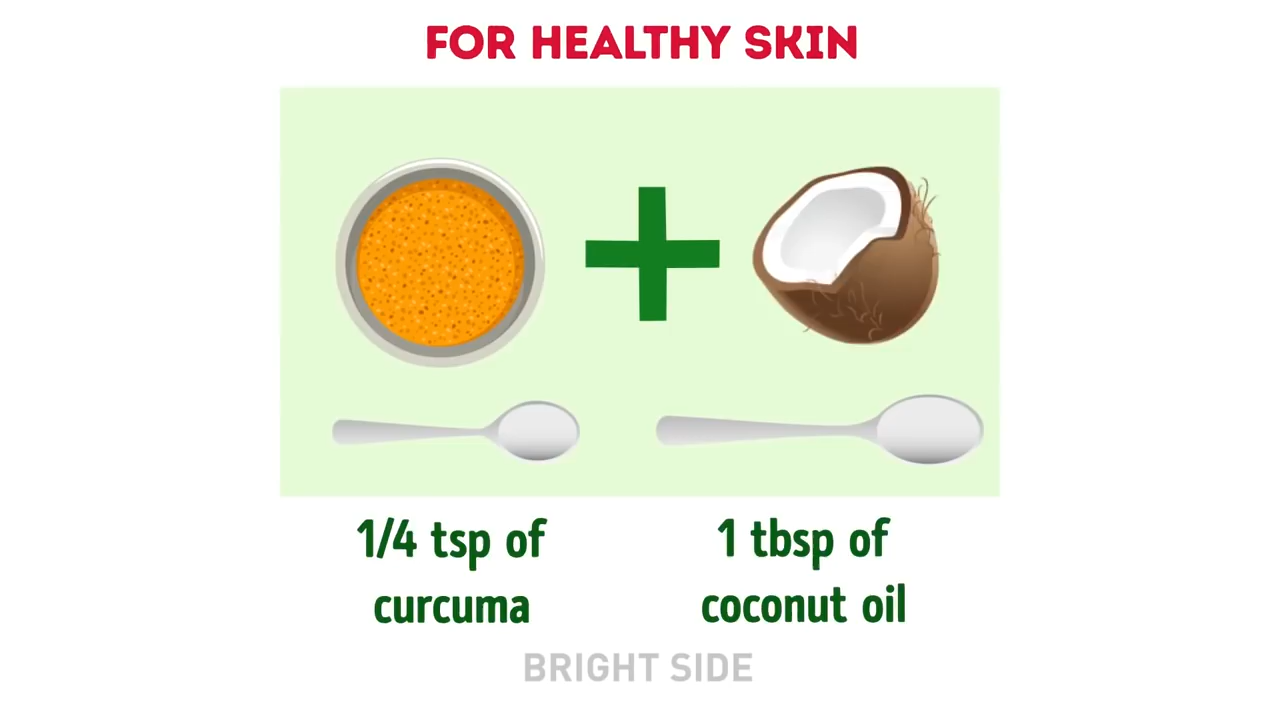 FOR HEALTHY SKIN
1/4 tsp of
curcuma
1 tbsp of
coconut oil
BRIGHT SIDE